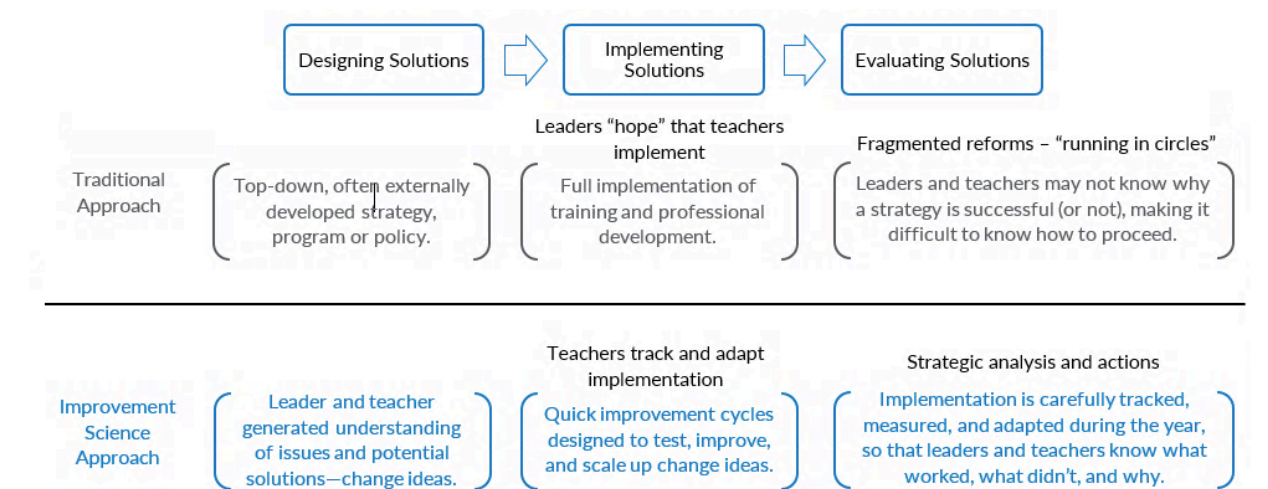 Designing Solutions
Implementing
Solutions
Evaluating Solutions
Leaders “hope” that teachers
implement
Fragmented reforms – “running in circles”
Traditional
Approach
Top-down, often externally
developed strategy,
program or policy.
Full implementation of
training and professional
development.
Leaders and teachers may not know why
a strategy is successful (or not), making it
difficult to know how to proceed.
Teachers track and adapt
implementation
Strategic analysis and actions
Improvement
Science
Approach
Leader and teacher
generated understanding
of issues and potential
solutions—change ideas.
Quick improvement cycles
designed to test, improve,
and scale up change ideas.
Implementation is carefully tracked,
measured, and adapted during the year,
so that leaders and teachers know what
worked, what didn’t, and why.